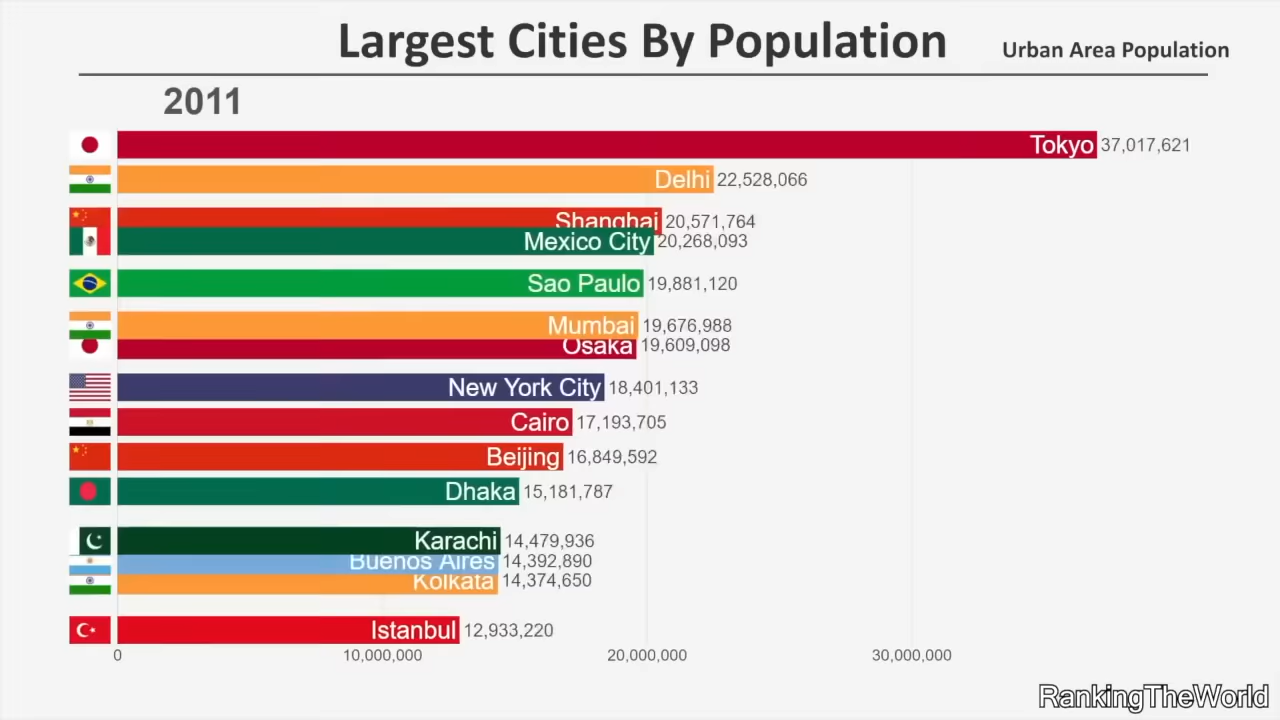 Largest Cities By Population
Urban Area Population
2011
Tokyo 37,017,621
Delhi 22,528,066
Shanghai 20,571,764
Mexico City 20,268,093
Sao Paulo 19,881,120
Mumbai 19,676,988
Osaka 19,609,098
New York City 18,401,133
Cairo 17,193,705
Beijing 16,849,592
Dhaka 15,181,787
Karachi 14,479,936
Buenos Aires 14,392,890
Kolkata 14,374,650
Istanbul 12,933,220
0 10,000,000 20,000,000 30,000,000
RankingTheWorld